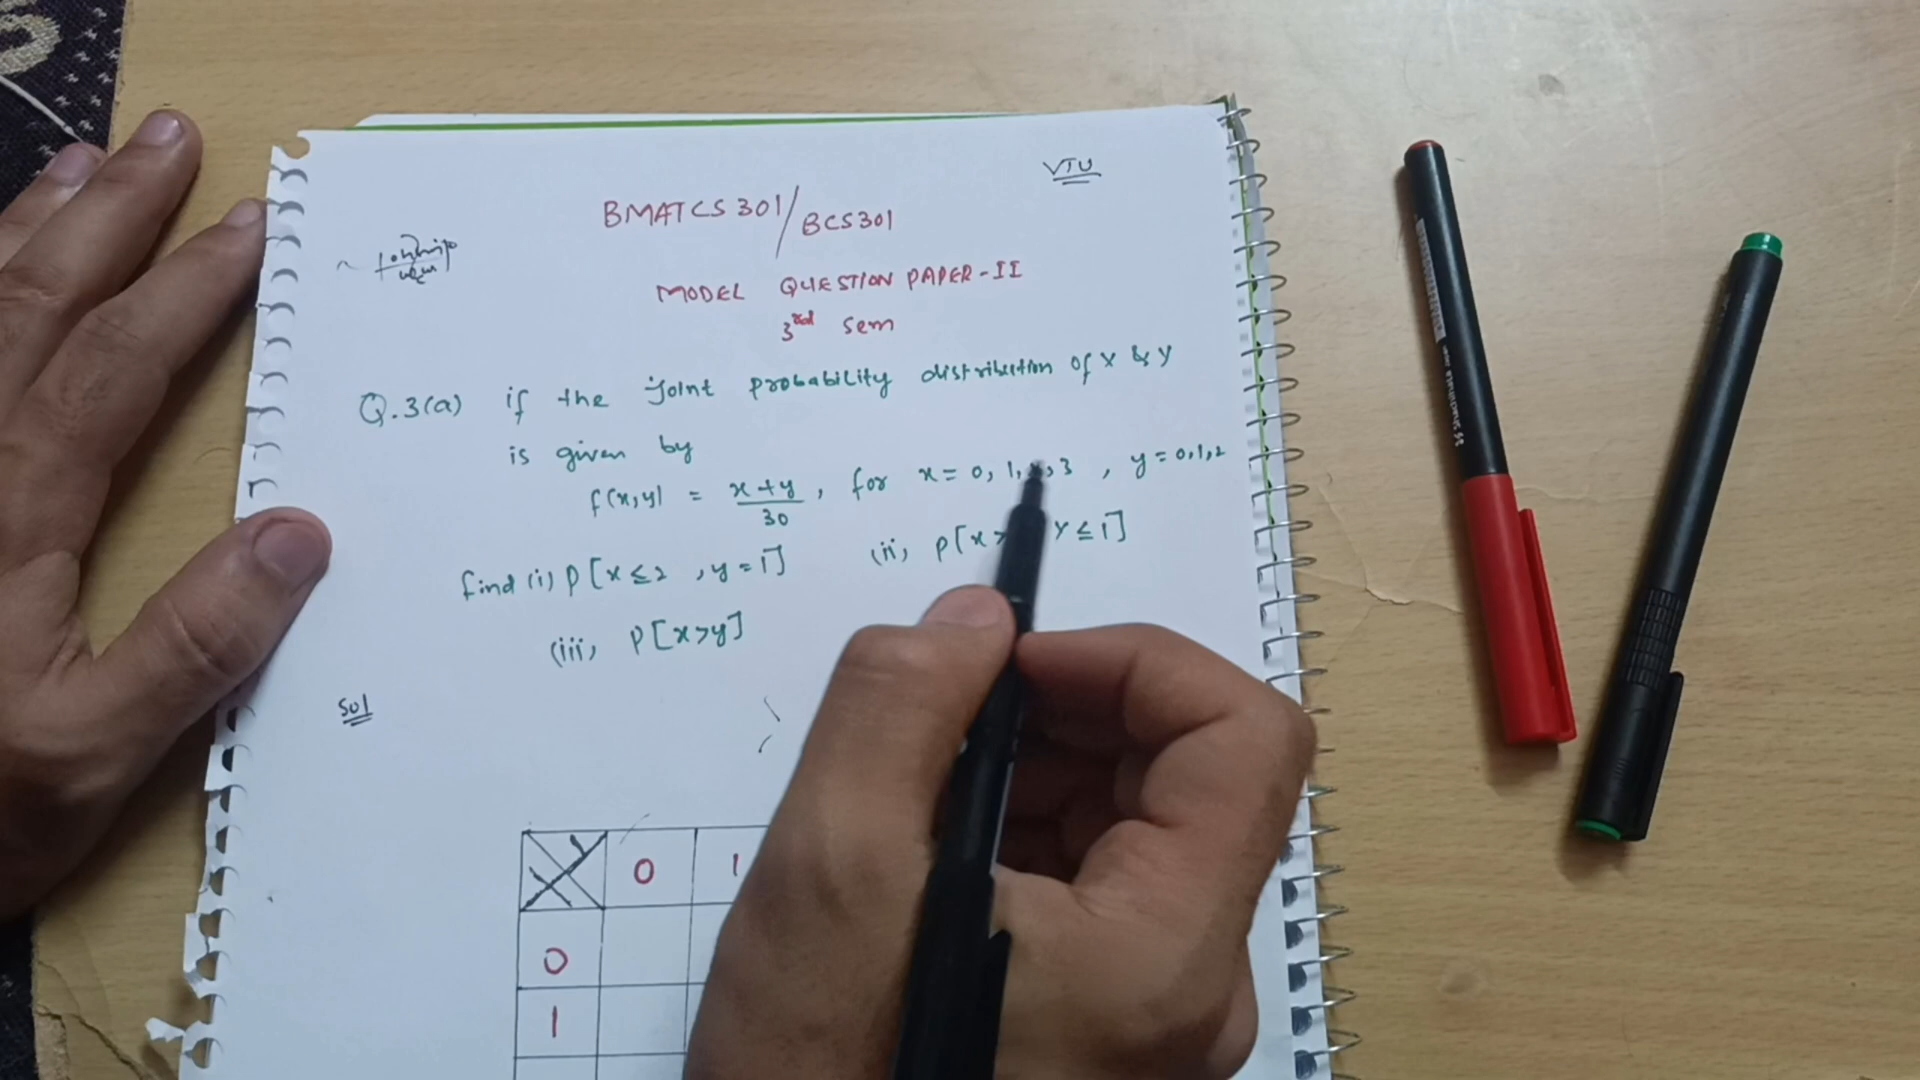 VTU
BMATCS 301/BCS301
MODEL QUESTION PAPER-II
3rd sem
Q.3(a) if the joint probability distribution of X & Y
is given by
f(x,y) = x+y/30, for x = 0, 1, , 3 , y = 0,1,2
find (i) P[x≤2 ,y=1] (ii) P[x> Y≤1]
(iii) P[x>y]
Sol
Y 0 1
X
0
1